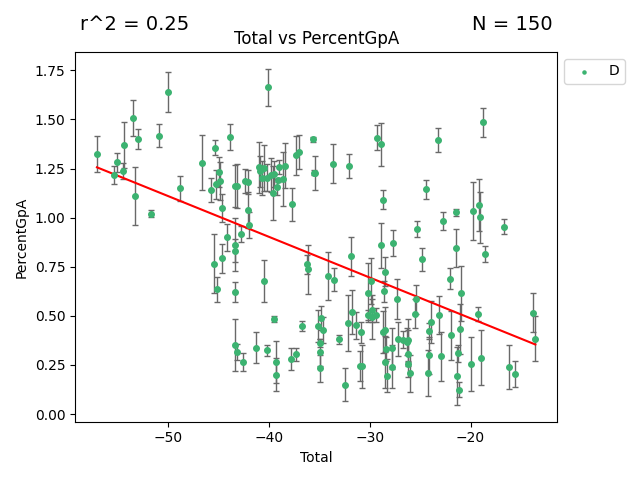 r^2 = 0.25 N = 150
Total vs PercentGpA
D
1.75
1.50
1.25
1.00
0.75
0.50
0.25
0.00
PercentGpA
−50 −40 −30 −20
Total